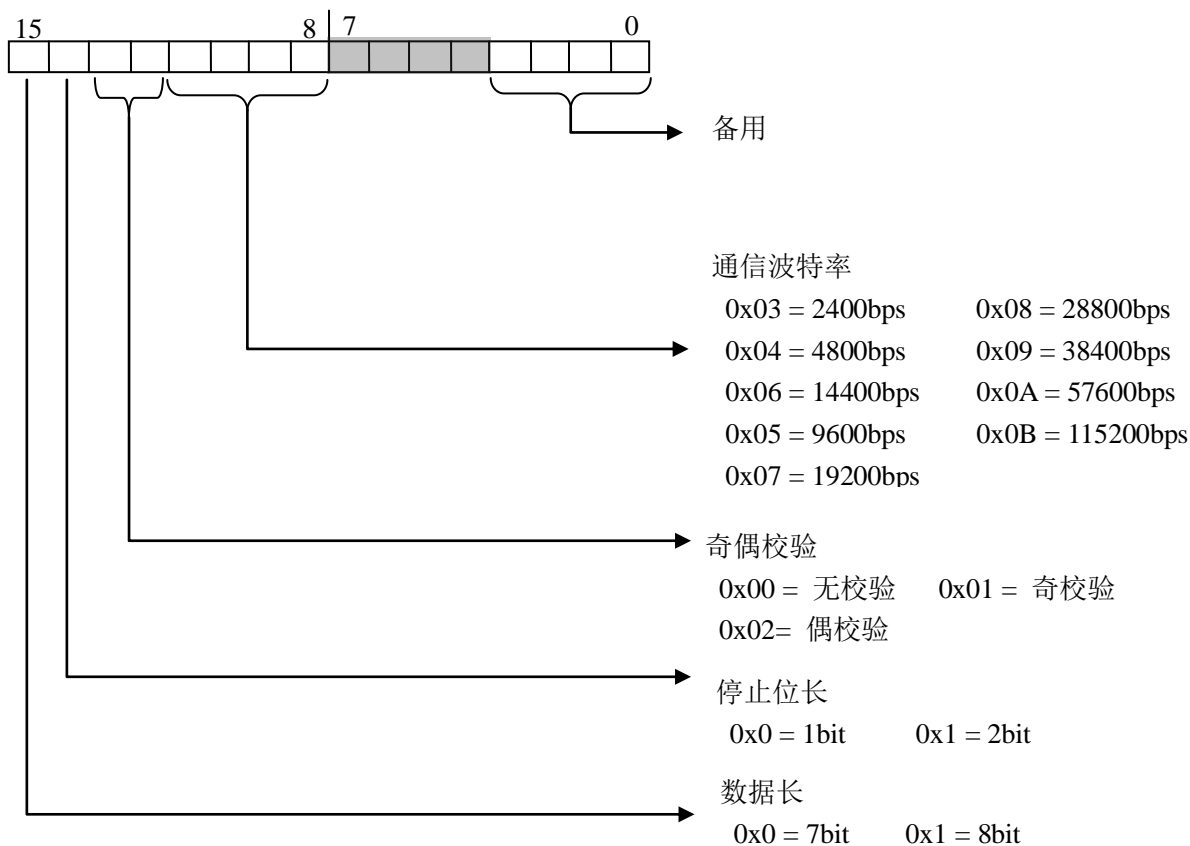 15 8 7 0
备用
通信波特率
0x03 = 2400bps 0x08 = 28800bps
0x04 = 4800bps 0x09 = 38400bps
0x06 = 14400bps 0x0A = 57600bps
0x05 = 9600bps 0x0B = 115200bps
0x07 = 19200bps
奇偶校验
0x00 = 无校验 0x01 = 奇校验
0x02= 偶校验
停止位长
0x0 = 1bit 0x1 = 2bit
数据长
0x0 = 7bit 0x1 = 8bit